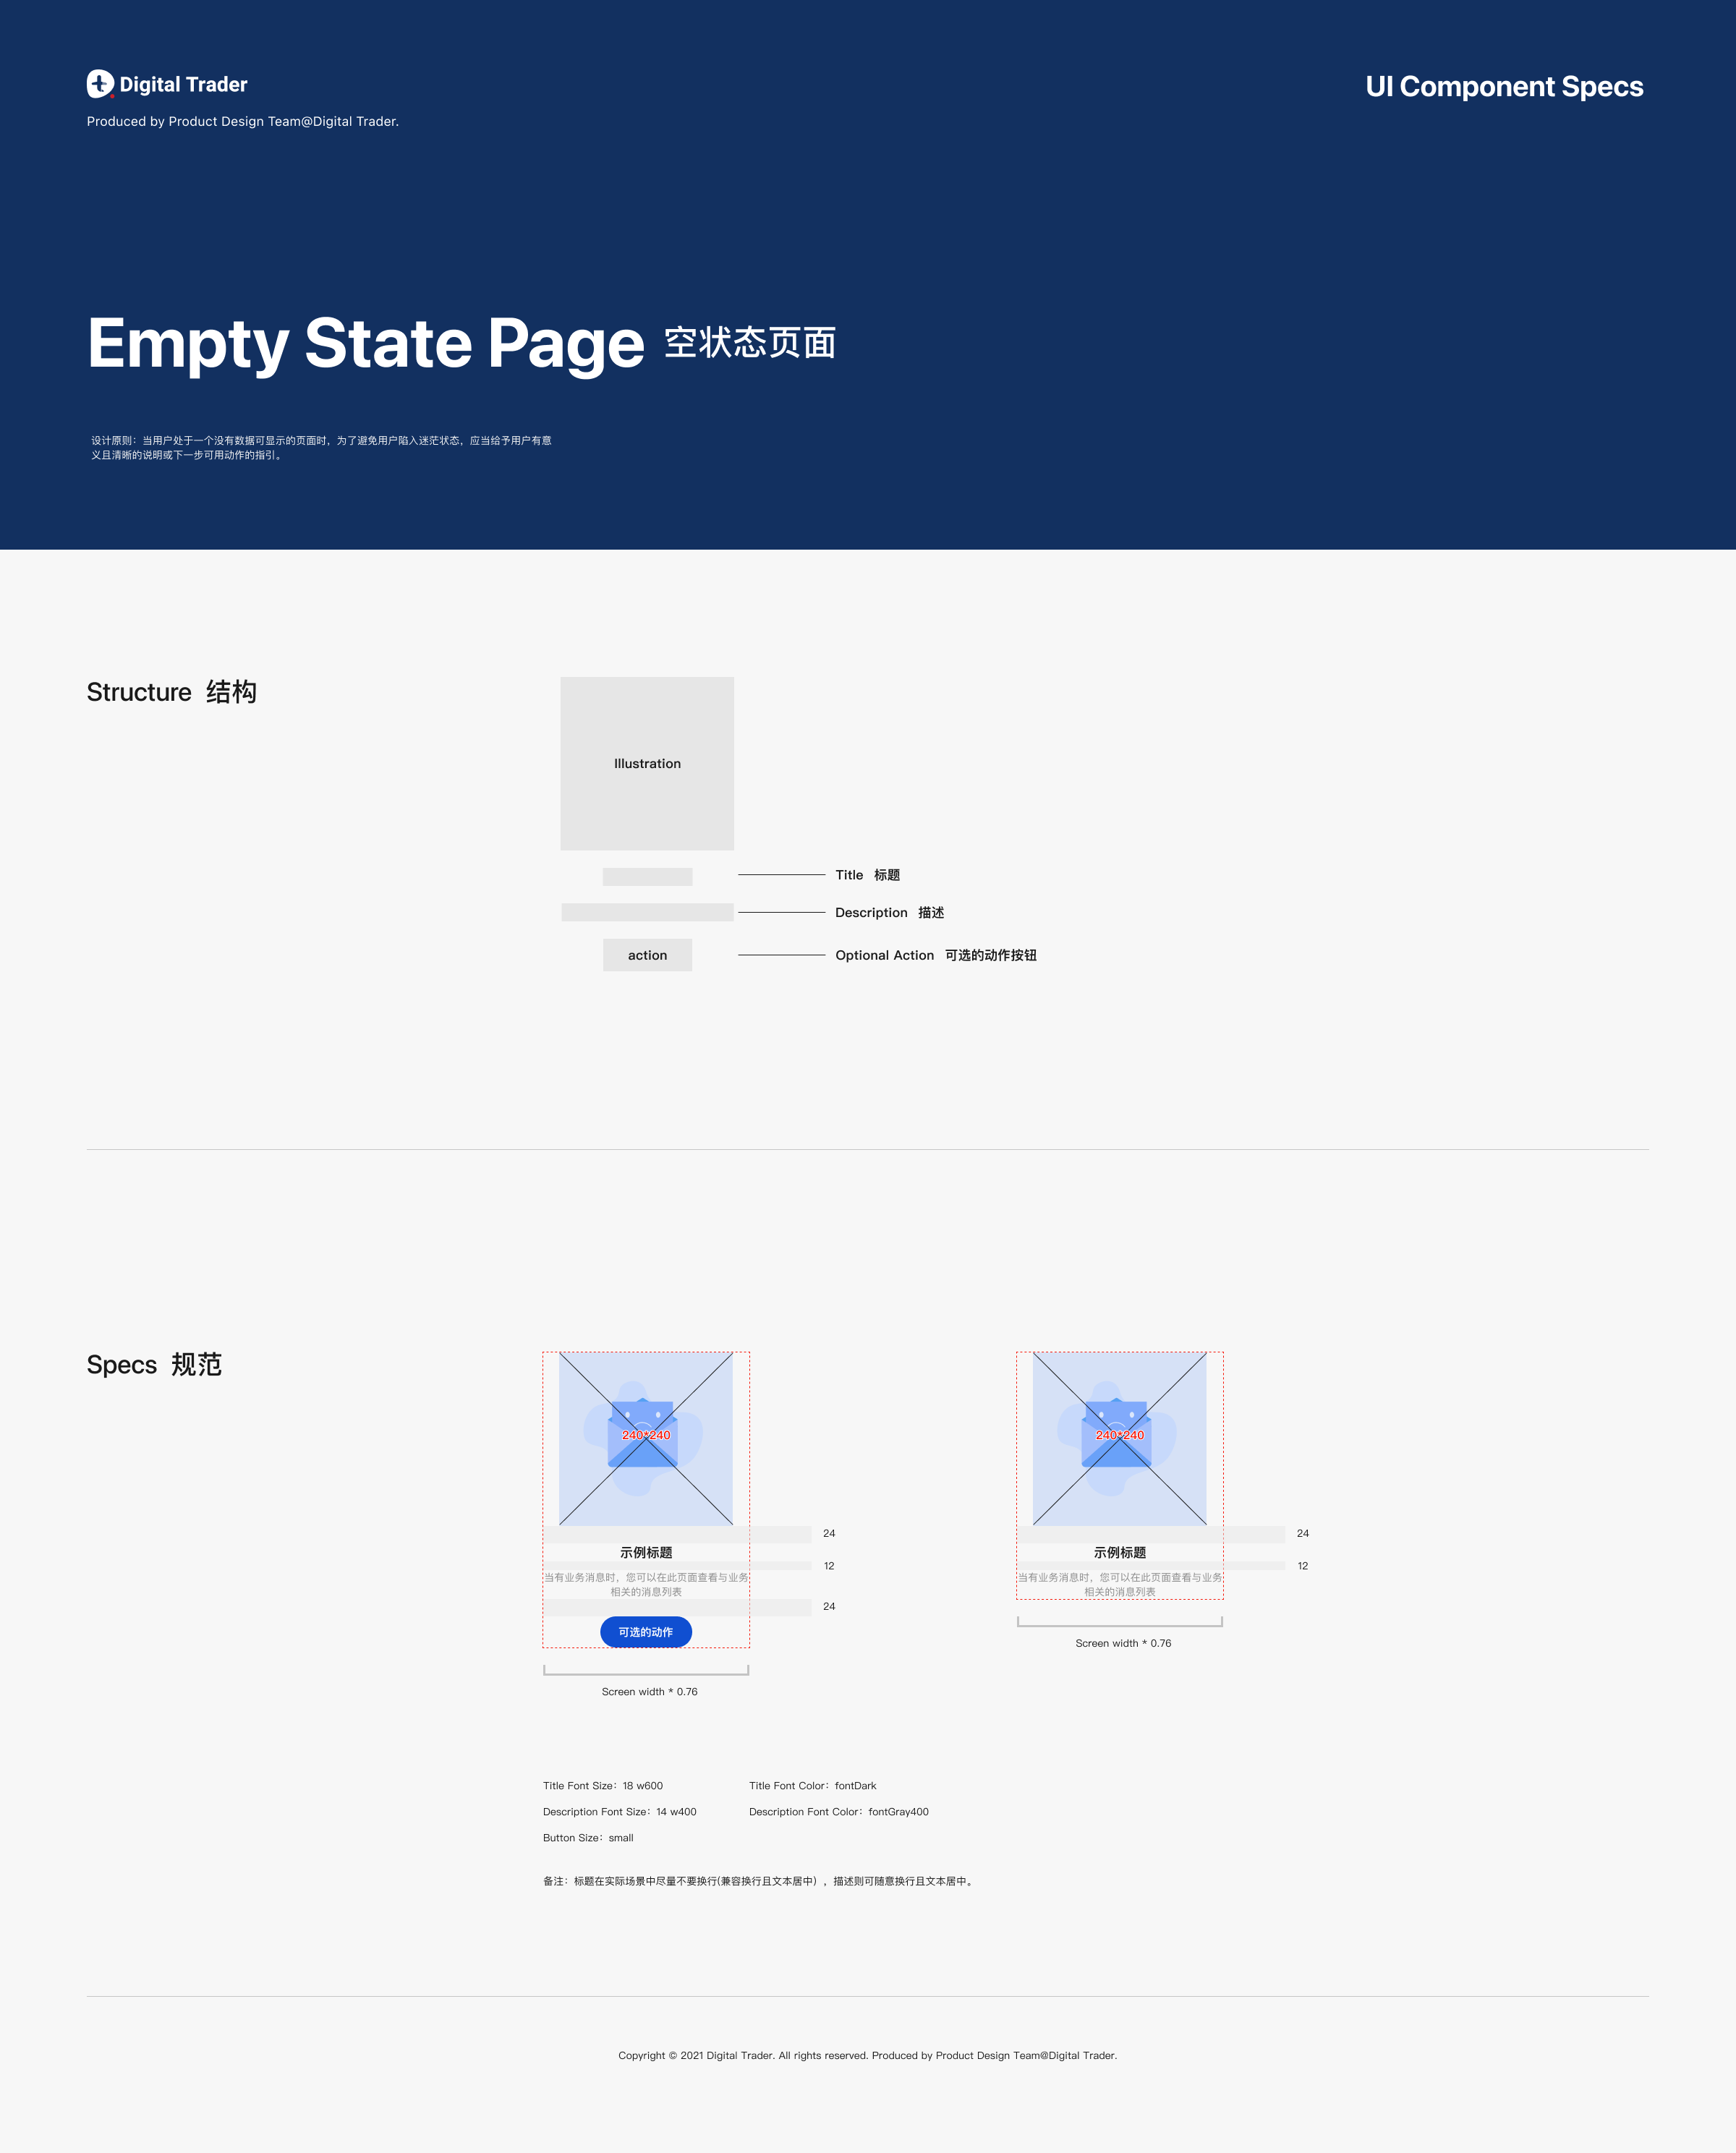 Digital Trader
UI Component Specs
Produced by Product Design Team@Digital Trader.
Empty State Page 空状态页面
设计原则：当用户处于一个没有数据可显示的页面时，为了避免用户陷入迷茫状态，应当给予用户有意
义且清晰的说明或下一步可用动作的指引。
Structure 结构
Illustration
Title 标题
Description 描述
action
Optional Action 可选的动作按钮
Specs 规范
240*240
24
示例标题
12
当有业务消息时，您可以在此页面查看与业务
相关的消息列表
24
可选的动作
Screen width * 0.76
240*240
24
示例标题
12
当有业务消息时，您可以在此页面查看与业务
相关的消息列表
Screen width * 0.76
Title Font Size：18 w600
Title Font Color：fontDark
Description Font Size：14 w400
Description Font Color：fontGray400
Button Size：small
备注：标题在实际场景中尽量不要换行(兼容换行且文本居中），描述则可随意换行且文本居中。
Copyright © 2021 Digital Trader. All rights reserved. Produced by Product Design Team@Digital Trader.